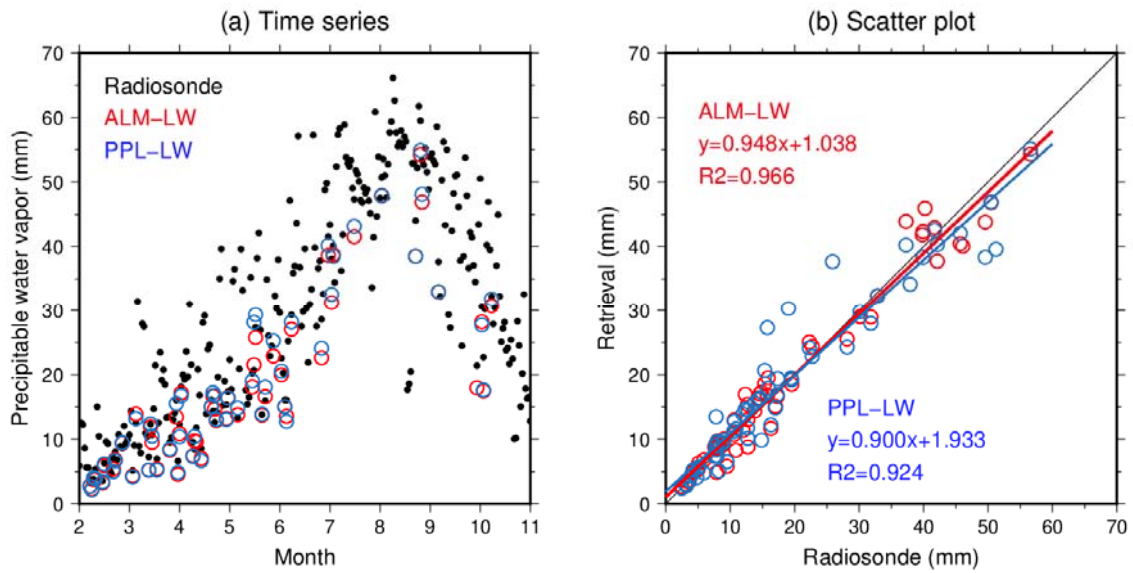 (a) Time series
Precipitable water vapor (mm)
70
60
50
40
30
20
10
0
Radiosonde
ALM-LW
PPL-LW
2 3 4 5 6 7 8 9 10 11
Month
(b) Scatter plot
Retrieval (mm)
70
60
50
40
30
20
10
0
ALM-LW
y=0.948x+1.038
R2=0.966
PPL-LW
y=0.900x+1.933
R2=0.924
0 10 20 30 40 50 60 70
Radiosonde (mm)